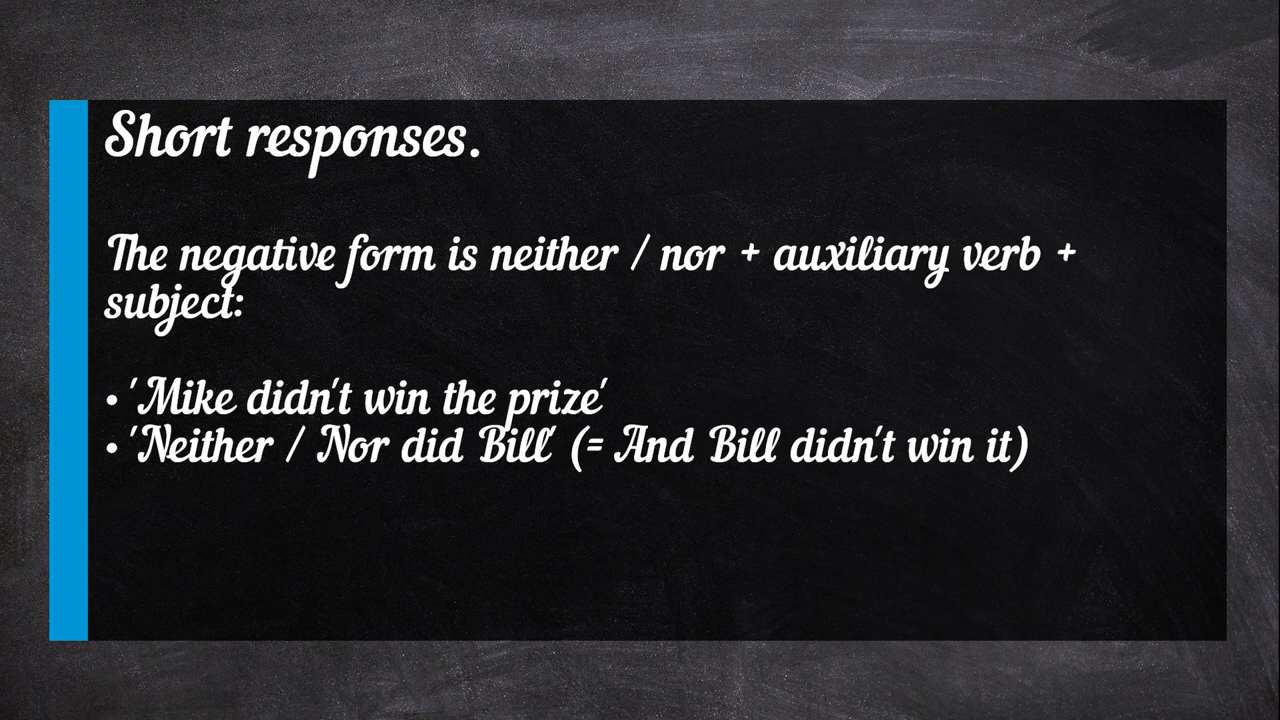 Short responses.
The negative form is neither / nor + auxiliary verb +
subject:
• 'Mike didn't win the prize'
• 'Neither / Nor did Bill' (= And Bill didn't win it)